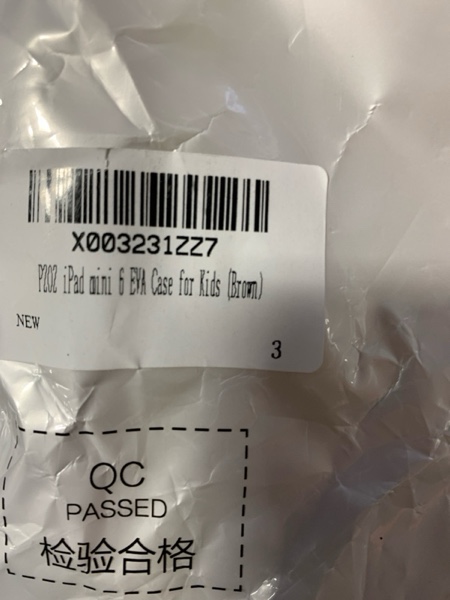 X003231ZZ7
P202 iPad mini 6 EVA Case for Kids (Brown)
NEW
3
QC
PASSED
检验合格